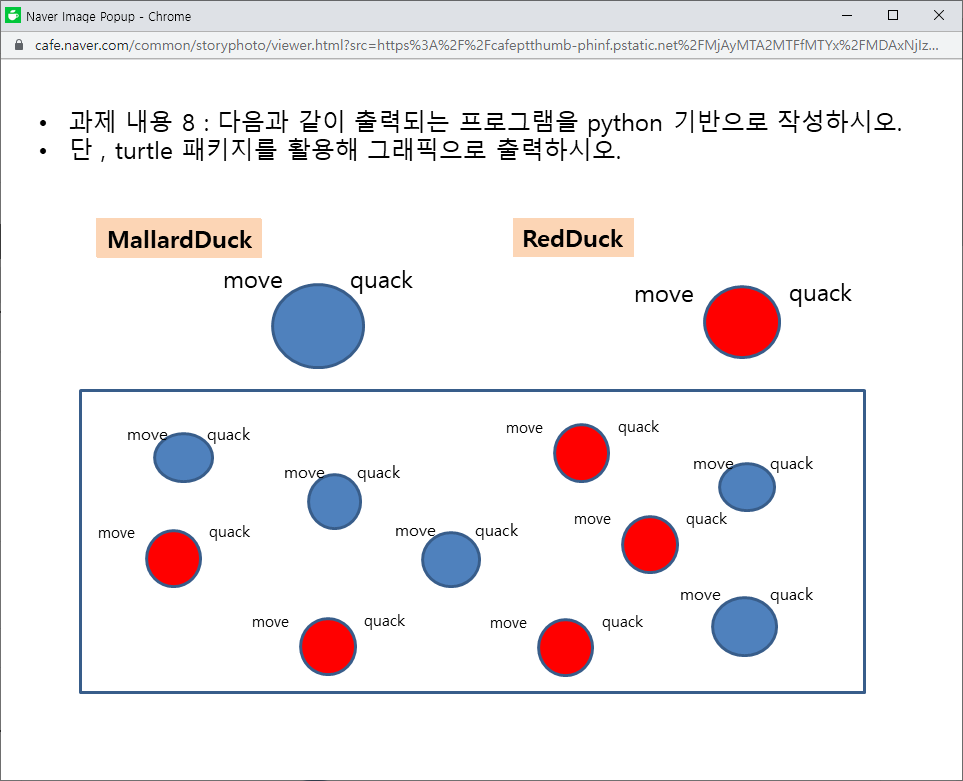 Naver Image Popup - Chrome
cafe.naver.com/common/storyphoto/viewer.html?src=https%3A%2F%2Fcafeptthumb-phinf.pstatic.net%2FMjAyMTA2MTFfMTYx%2FMDAxNjIz...
• 과제 내용 8 : 다음과 같이 출력되는 프로그램을 python 기반으로 작성하시오.
• 단 , turtle 패키지를 활용해 그래픽으로 출력하시오.
MallardDuck RedDuck
move quack
move quack
move quack
move quack
move quack
move quack
move quack
move quack
move quack
move quack
move quack
move quack